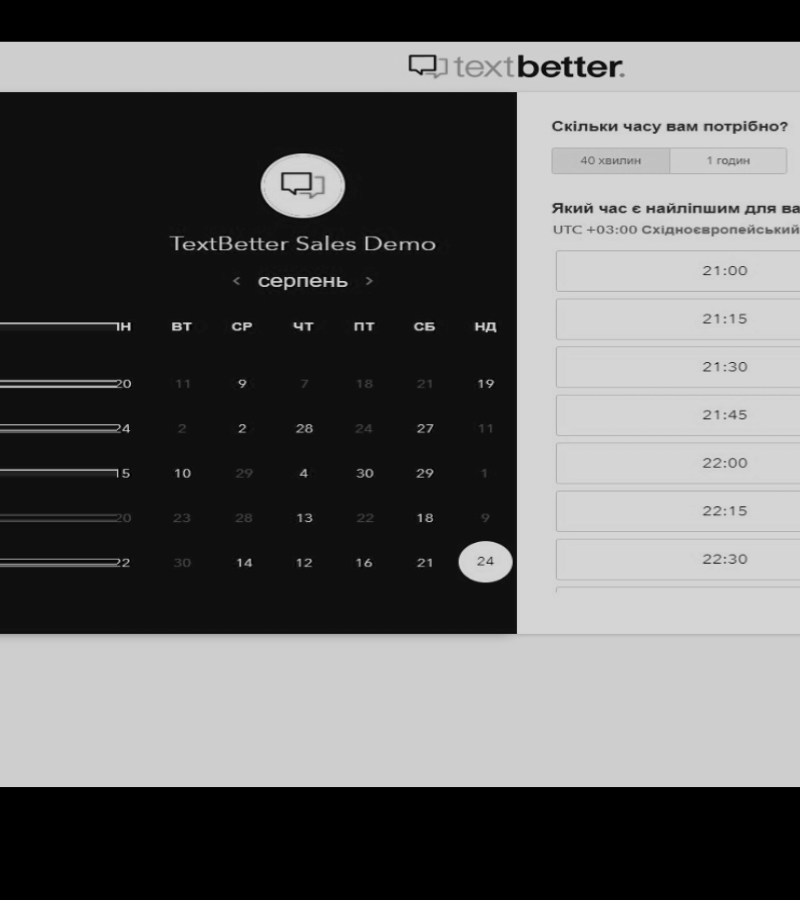 textbetter.
TextBetter Sales Demo
< серпень >
ПН ВТ СР ЧТ ПТ СБ НД
20 11 9 7 18 21 19
24 2 2 28 24 27 11
15 10 29 4 30 29 1
20 23 28 13 22 18 9
22 30 14 12 16 21 24
Скільки часу вам потрібно?
40 хвилин 1 годин
Який час є найліпшим для ва
UTC +03:00 Східноєвропейський
21:00
21:15
21:30
21:45
22:00
22:15
22:30